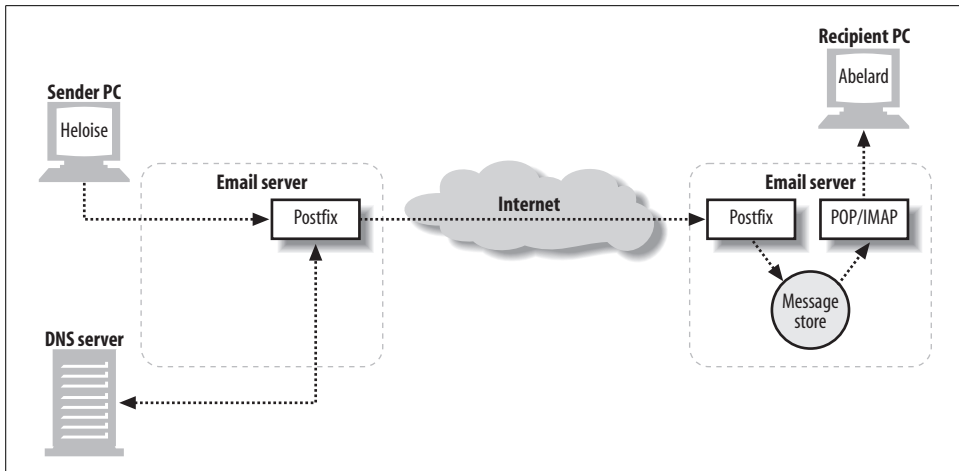 Recipient PC
Abelard
Sender PC
Heloise
Email server
Postfix
Internet
Email server
Postfix
POP/IMAP
Message
store
DNS server